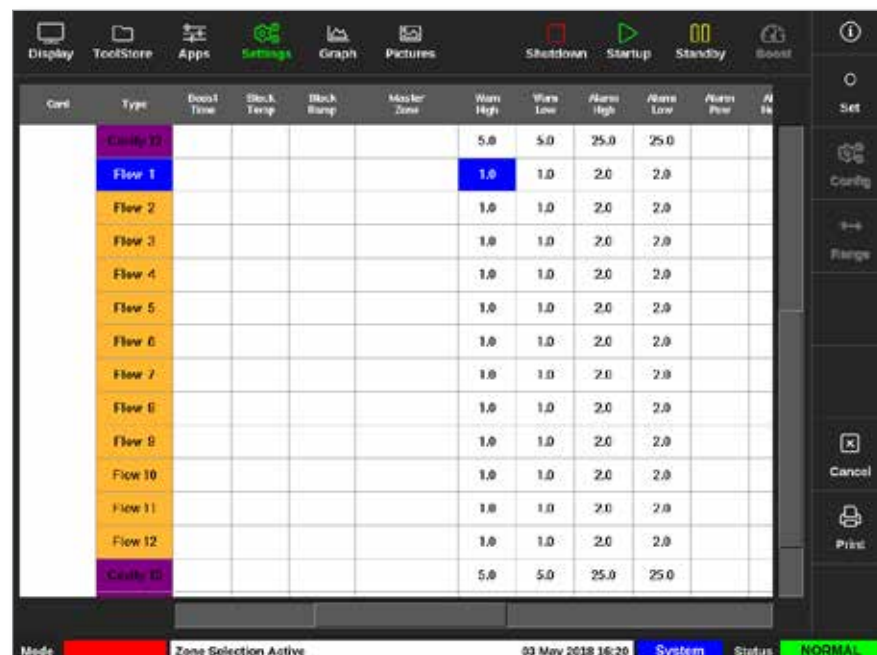 Display ToolStore Apps Settings Graph Pictures Shutdown Startup Standby Boost
Set
Config
Range
Cancel
Print
Card Type Boost Time Block Temp Block Ramp Master Zone Warn High Warn Low Alarm High Alarm Low Alarm
5.0 5.0 25.0 25.0
Flow 1 1.0 1.0 2.0 2.0
Flow 2 1.0 1.0 2.0 2.0
Flow 3 1.0 1.0 2.0 2.0
Flow 4 1.0 1.0 2.0 2.0
Flow 5 1.0 1.0 2.0 2.0
Flow 6 1.0 1.0 2.0 2.0
Flow 7 1.0 1.0 2.0 2.0
Flow 8 1.0 1.0 2.0 2.0
Flow 9 1.0 1.0 2.0 2.0
Flow 10 1.0 1.0 2.0 2.0
Flow 11 1.0 1.0 2.0 2.0
Flow 12 1.0 1.0 2.0 2.0
Cavity 5.0 5.0 25.0 25.0
Mode Zone Selection Active 03 May 2018 16:20 System Status NORMAL